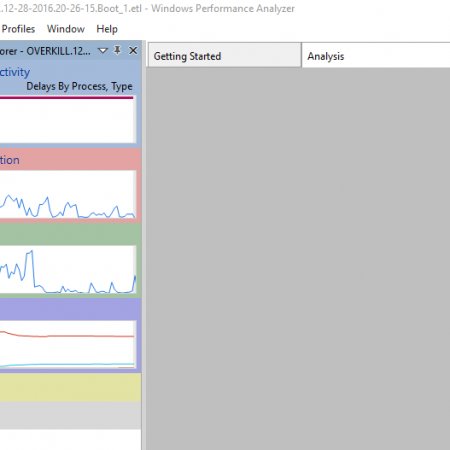 .12-28-2016.20-26-15.Boot_1.etl - Windows Performance Analyzer
Profiles Window Help
orer - OVERKILL.12...
Getting Started
Analysis
ctivity
Delays By Process, Type
tion